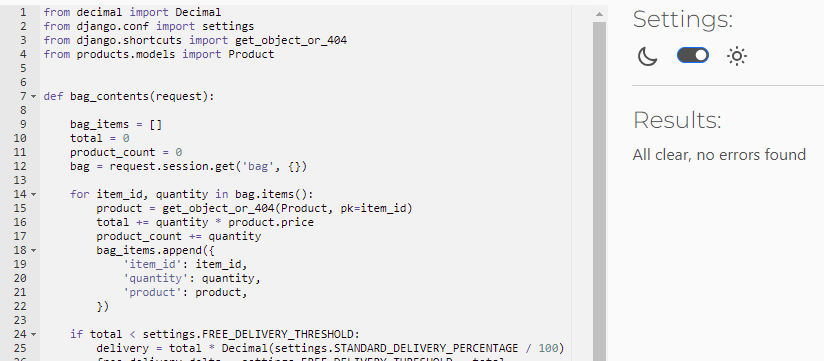 1 from decimal import Decimal
2 from django.conf import settings
3 from django.shortcuts import get_object_or_404
4 from products.models import Product
5
6
7 def bag_contents(request):
8
9     bag_items = []
10     total = 0
11     product_count = 0
12     bag = request.session.get('bag', {})
13
14     for item_id, quantity in bag.items():
15         product = get_object_or_404(Product, pk=item_id)
16         total += quantity * product.price
17         product_count += quantity
18         bag_items.append({
19             'item_id': item_id,
20             'quantity': quantity,
21             'product': product,
22         })
23
24     if total < settings.FREE_DELIVERY_THRESHOLD:
25         delivery = total * Decimal(settings.STANDARD_DELIVERY_PERCENTAGE / 100)
Settings:
Results:
All clear, no errors found